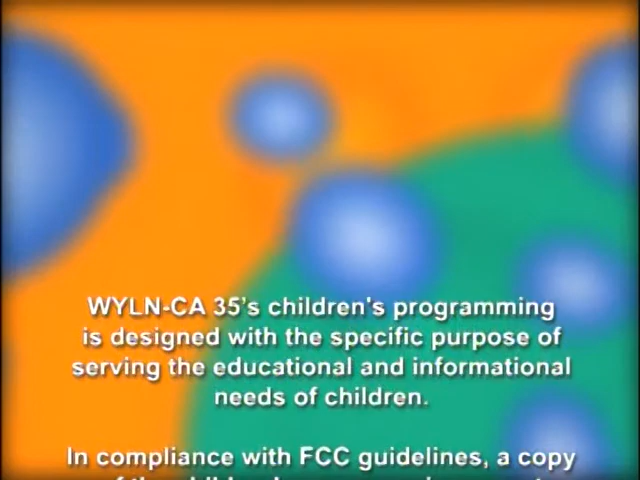 WYLN-CA 35’s children's programming
is designed with the specific purpose of
serving the educational and informational
needs of children.
In compliance with FCC guidelines, a copy